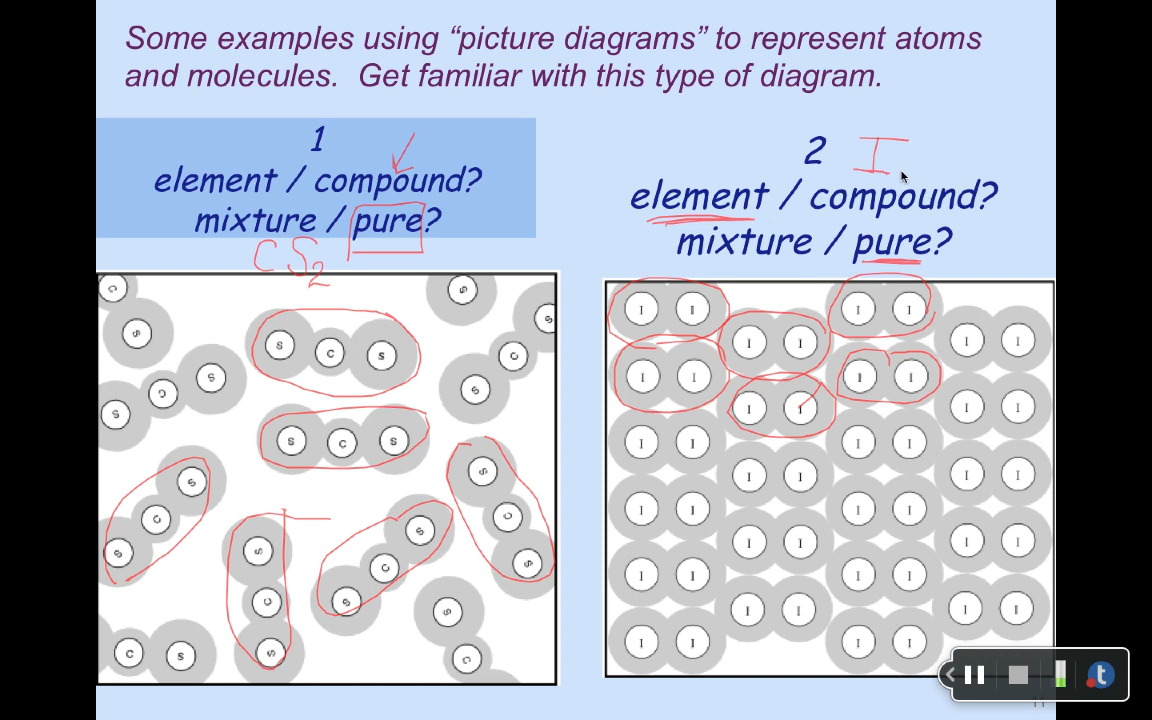 Some examples using “picture diagrams” to represent atoms
and molecules. Get familiar with this type of diagram.
1
element / compound?
mixture / pure?
CS2
C S
S C S
S C S
S C S
S C S
S C S
S C S
S C S
S C S
S
S C
C S
2 I
element / compound?
mixture / pure?
I I I I
I I I I
I I I I
I I I I
I I I I
I I I I
I I I I
I I I I
I I I I
I I I I
I I I I
t
11